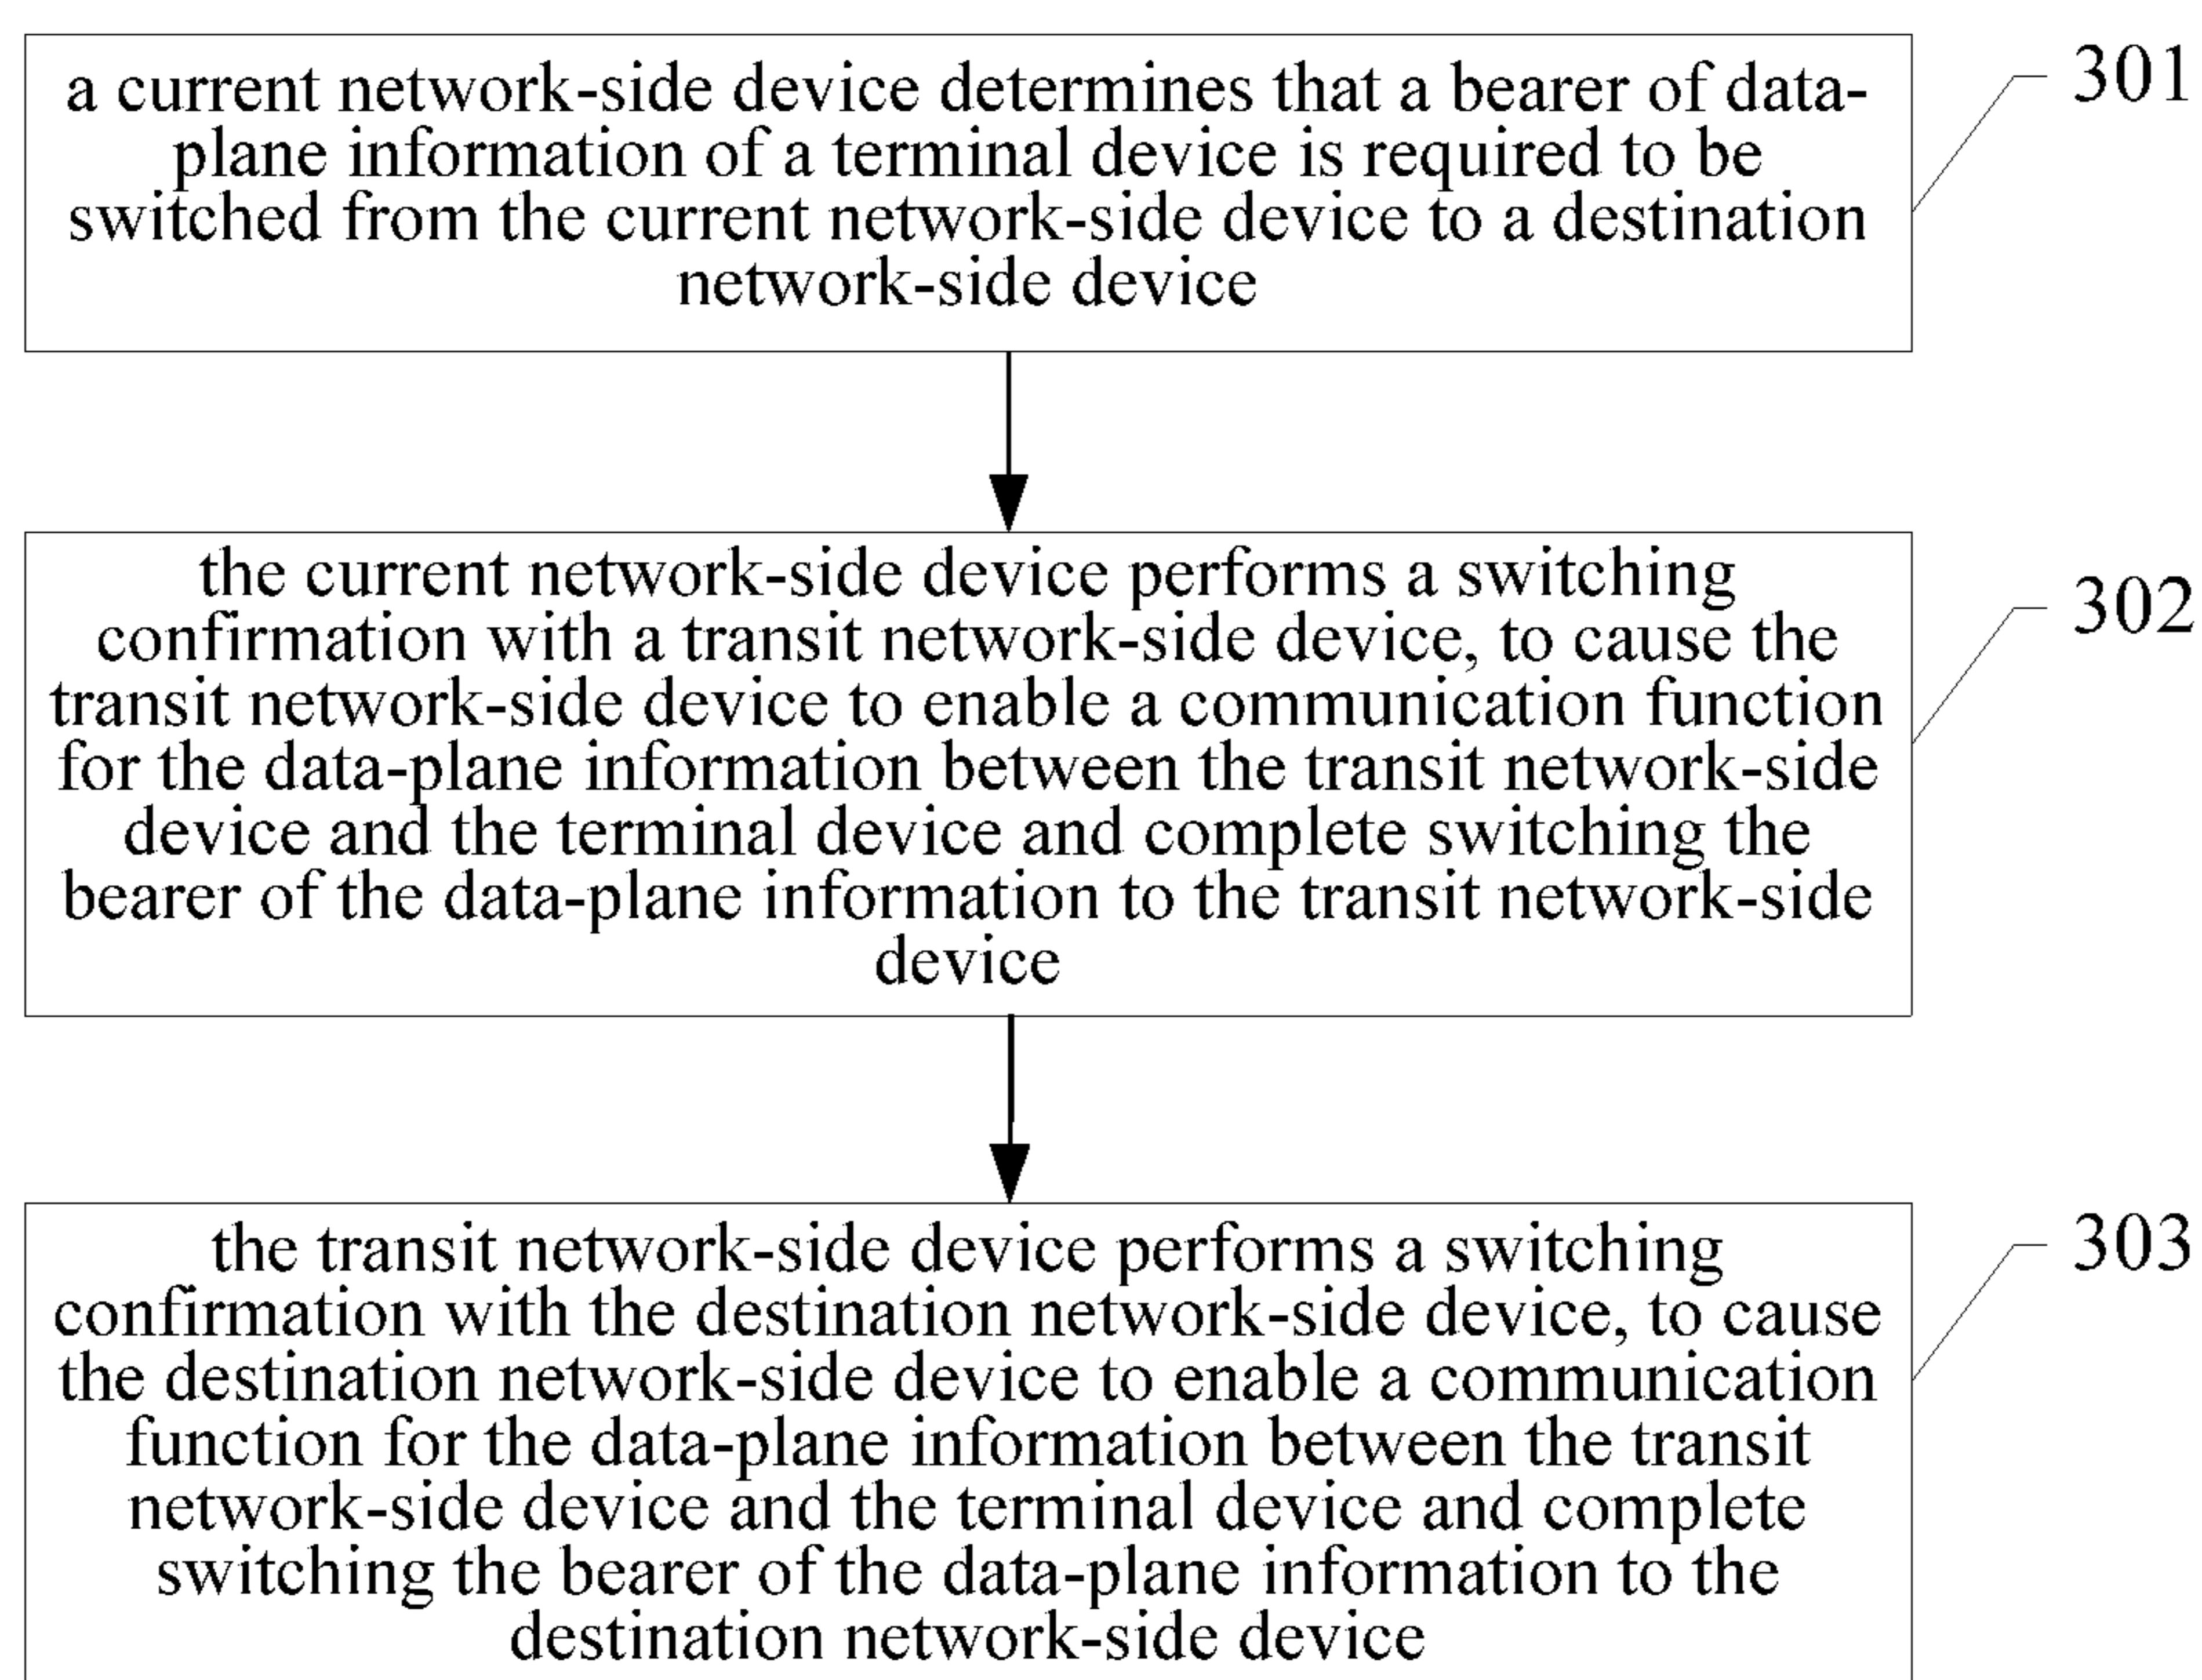 a current network-side device determines that a bearer of data-
plane information of a terminal device is required to be
switched from the current network-side device to a destination
network-side device
301
the current network-side device performs a switching
confirmation with a transit network-side device, to cause the
transit network-side device to enable a communication function
for the data-plane information between the transit network-side
device and the terminal device and complete switching the
bearer of the data-plane information to the transit network-side
device
302
the transit network-side device performs a switching
confirmation with the destination network-side device, to cause
the destination network-side device to enable a communication
function for the data-plane information between the transit
network-side device and the terminal device and complete
switching the bearer of the data-plane information to the
destination network-side device
303